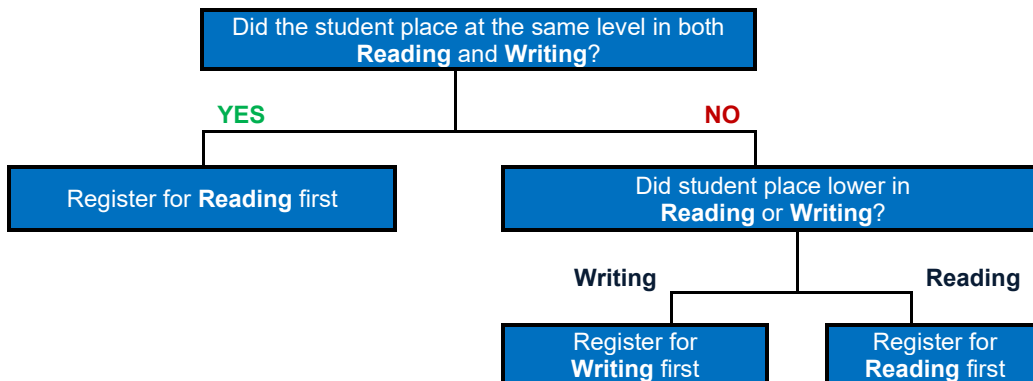 Did the student place at the same level in both
Reading and Writing?
YES
NO
Register for Reading first
Did student place lower in
Reading or Writing?
Writing
Reading
Register for
Writing first
Register for
Reading first